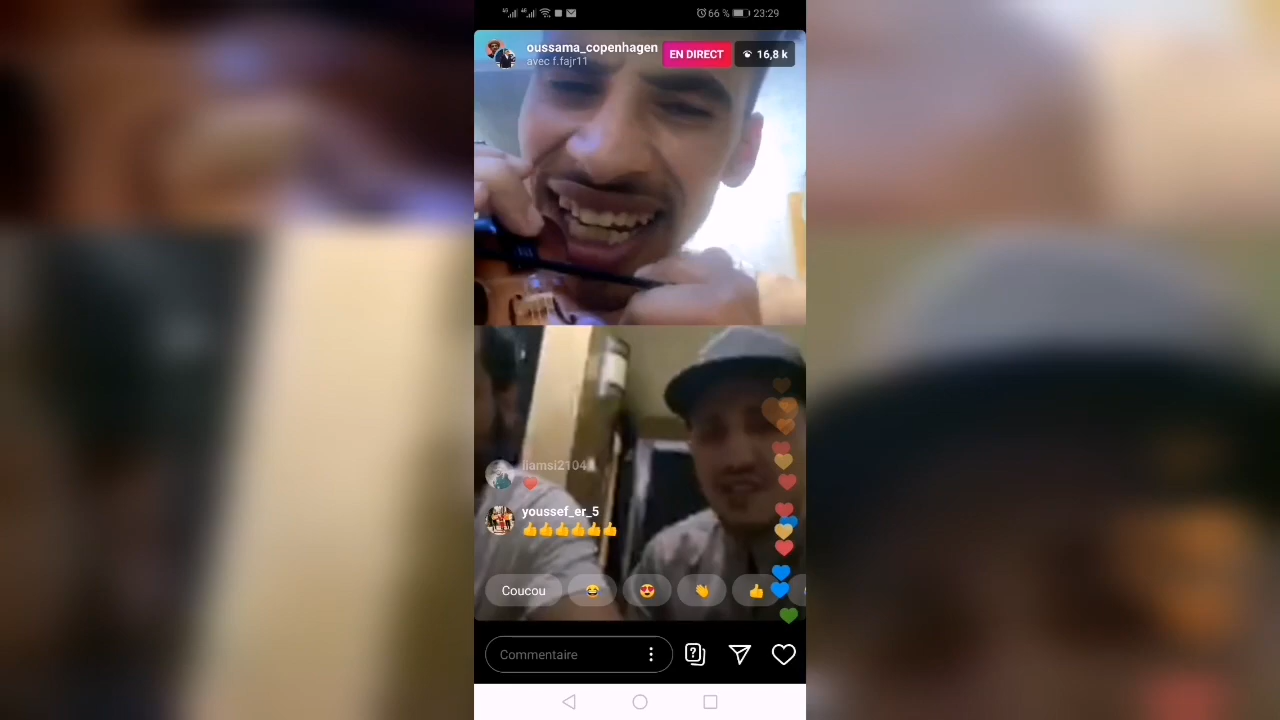 66 % 23:29
oussama_copenhagen
avec f.fajr11
EN DIRECT
16,8 k
youssef_er_5
👍👍👍👍👍👍
Coucou
Commentaire